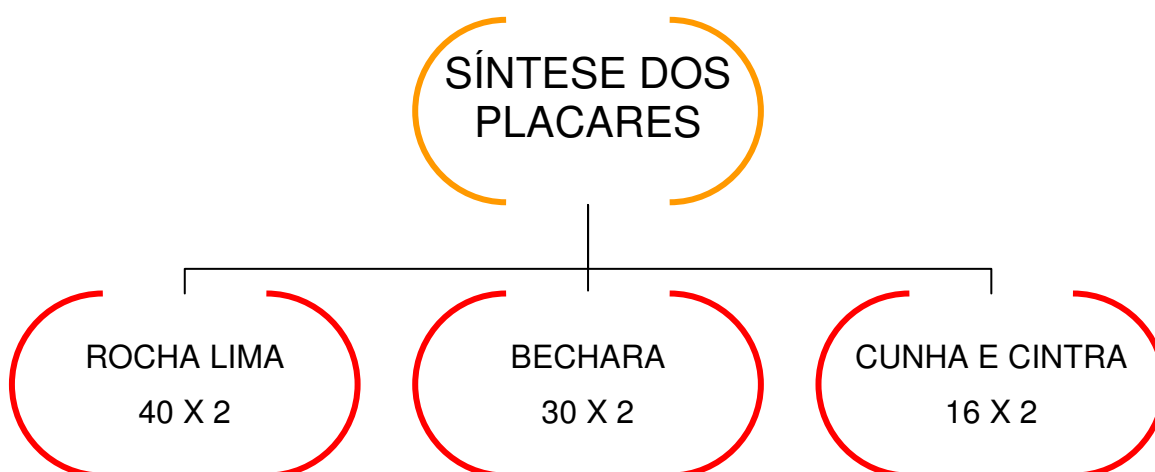 SÍNTESE DOS
PLACARES
ROCHA LIMA
40 X 2
BECHARA
30 X 2
CUNHA E CINTRA
16 X 2